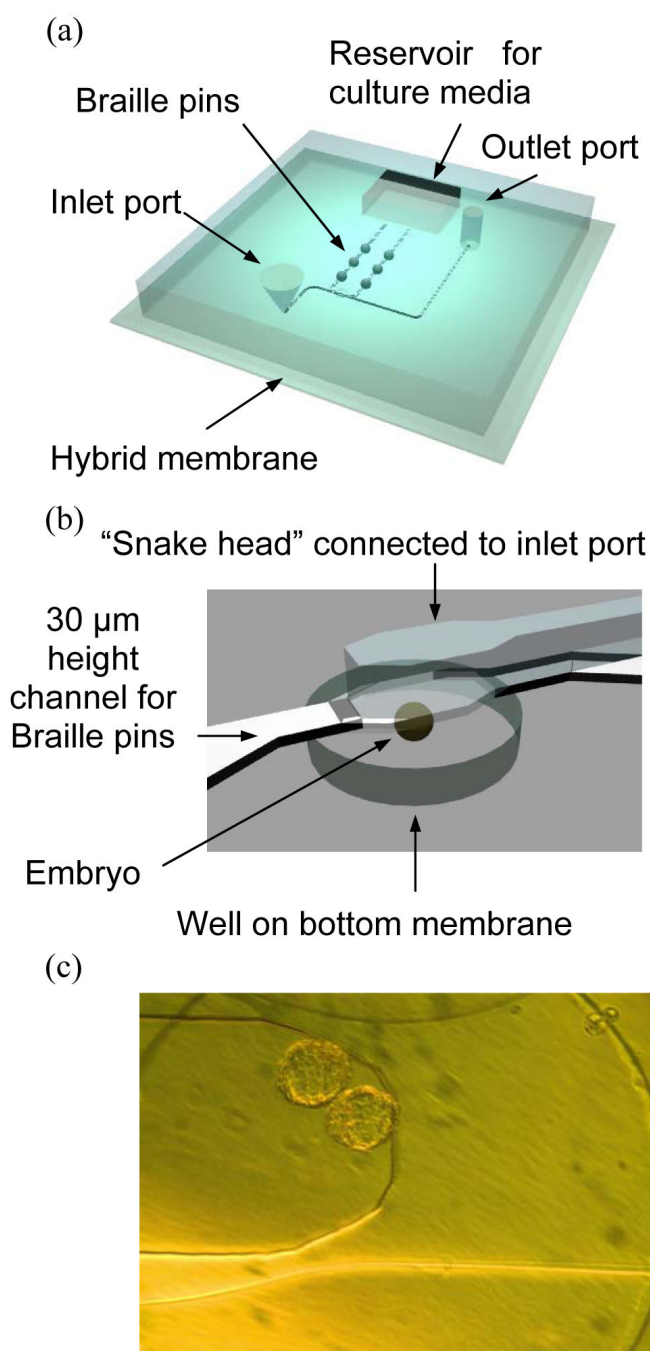 (a)
Reservoir for
culture media
Braille pins
Outlet port
Inlet port
Hybrid membrane
(b)
“Snake head” connected to inlet port
30 µm
height
channel for
Braille pins
Embryo
Well on bottom membrane
(c)